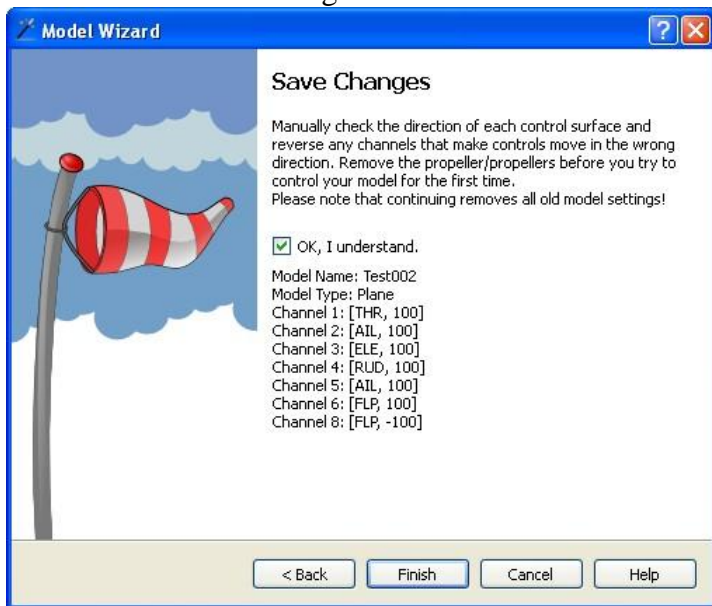 Model Wizard
Save Changes
Manually check the direction of each control surface and
reverse any channels that make controls move in the wrong
direction. Remove the propeller/propellers before you try to
control your model for the first time.
Please note that continuing removes all old model settings!
OK, I understand.
Model Name: Test002
Model Type: Plane
Channel 1: [THR, 100]
Channel 2: [AIL, 100]
Channel 3: [ELE, 100]
Channel 4: [RUD, 100]
Channel 5: [AIL, 100]
Channel 6: [FLP, 100]
Channel 8: [FLP, -100]
< Back Finish Cancel Help